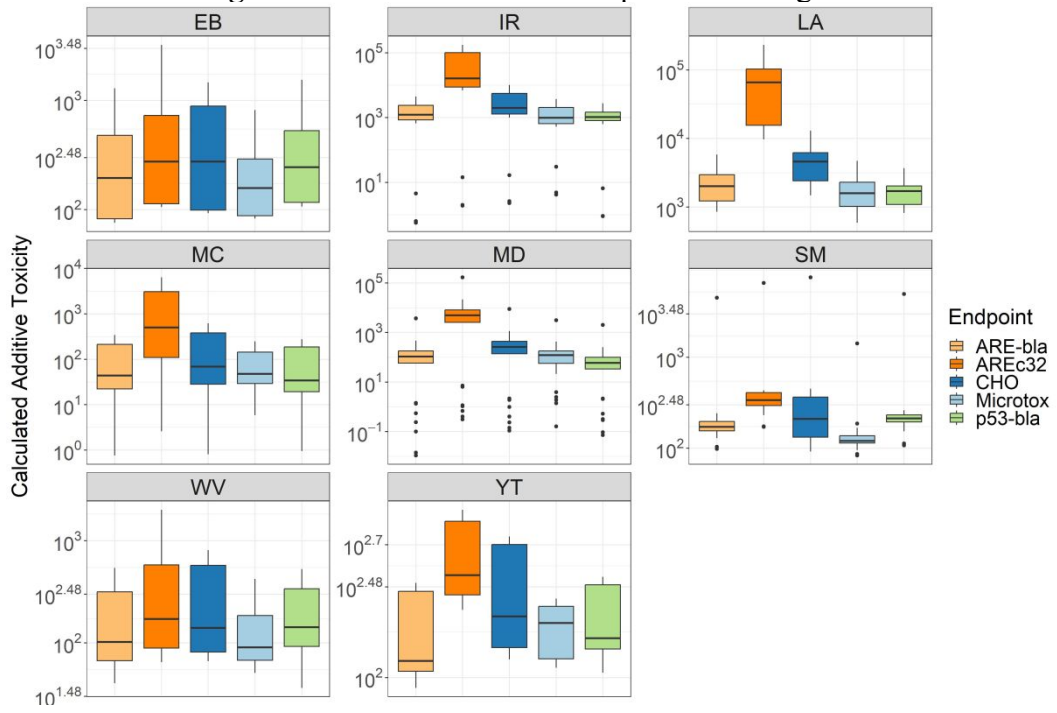 EB
IR
LA
10^3.48
10^3
10^2.48
10^2
10^5
10^3
10^1
10^5
10^4
10^3
MC
MD
SM
10^4
10^3
10^2
10^1
10^0
10^5
10^3
10^1
10^-1
10^3.48
10^3
10^2.48
10^2
WV
YT
10^3
10^2.48
10^2
10^1.48
10^2.7
10^2.48
10^2
Calculated Additive Toxicity
Endpoint
ARE-bla
AREc32
CHO
Microtox
p53-bla